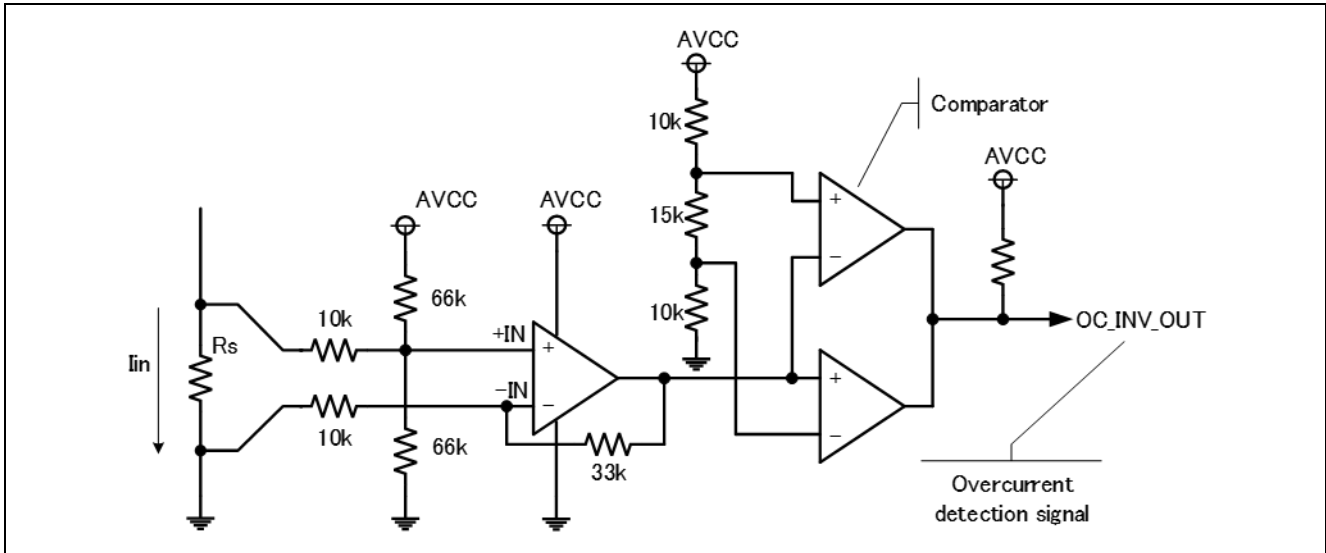 AVCC
10k
Comparator
AVCC
AVCC
AVCC
15k
66k
10k
10k
+IN
Rs
Iin
-IN
10k
66k
33k
+
−
+
−
+
−
OC_INV_OUT
Overcurrent
detection signal